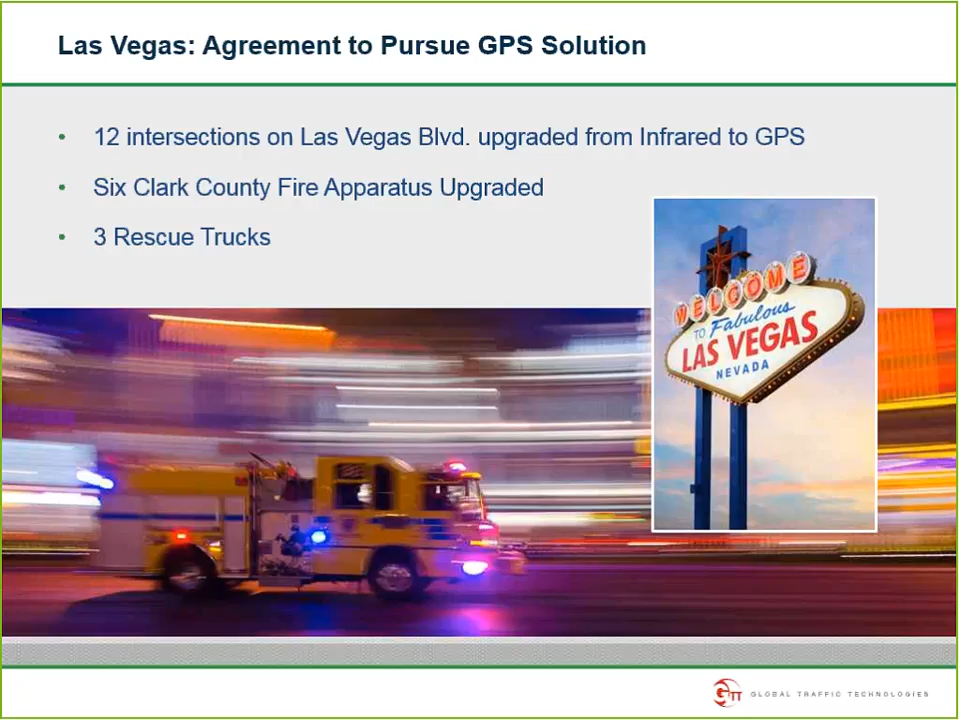 Las Vegas: Agreement to Pursue GPS Solution
• 12 intersections on Las Vegas Blvd. upgraded from Infrared to GPS
• Six Clark County Fire Apparatus Upgraded
• 3 Rescue Trucks
WELCOME
TO Fabulous
LAS VEGAS
NEVADA
GTT GLOBAL TRAFFIC TECHNOLOGIES